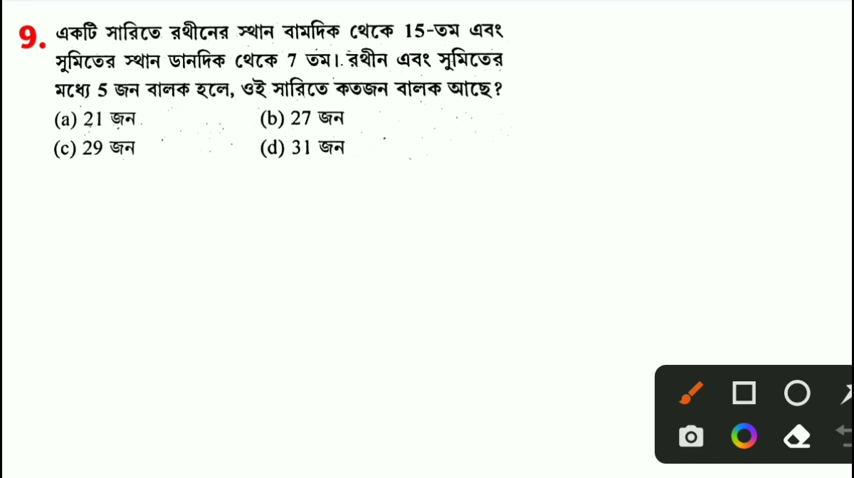 9. একটি সারিতে রথীনের স্থান বামদিক থেকে 15-তম এবং
সুমিতের স্থান ডানদিক থেকে 7 তম। রথীন এবং সুমিতের
মধ্যে 5 জন বালক হলে, ওই সারিতে কতজন বালক আছে?
(a) 21 জন (b) 27 জন
(c) 29 জন (d) 31 জন